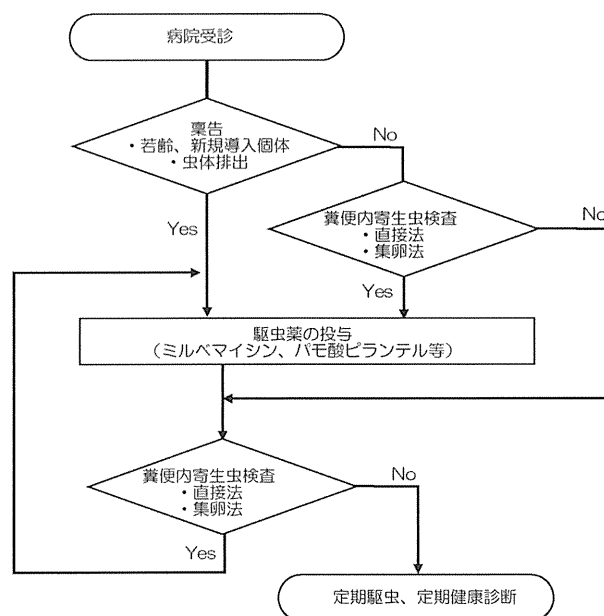 病院受診
稟告
・若齢、新規導入個体
・虫体排出
No
Yes
糞便内寄生虫検査
・直接法
・集卵法
No
Yes
駆虫薬の投与
（ミルベマイシン、パモ酸ピランテル等）
糞便内寄生虫検査
・直接法
・集卵法
No
Yes
定期駆虫、定期健康診断